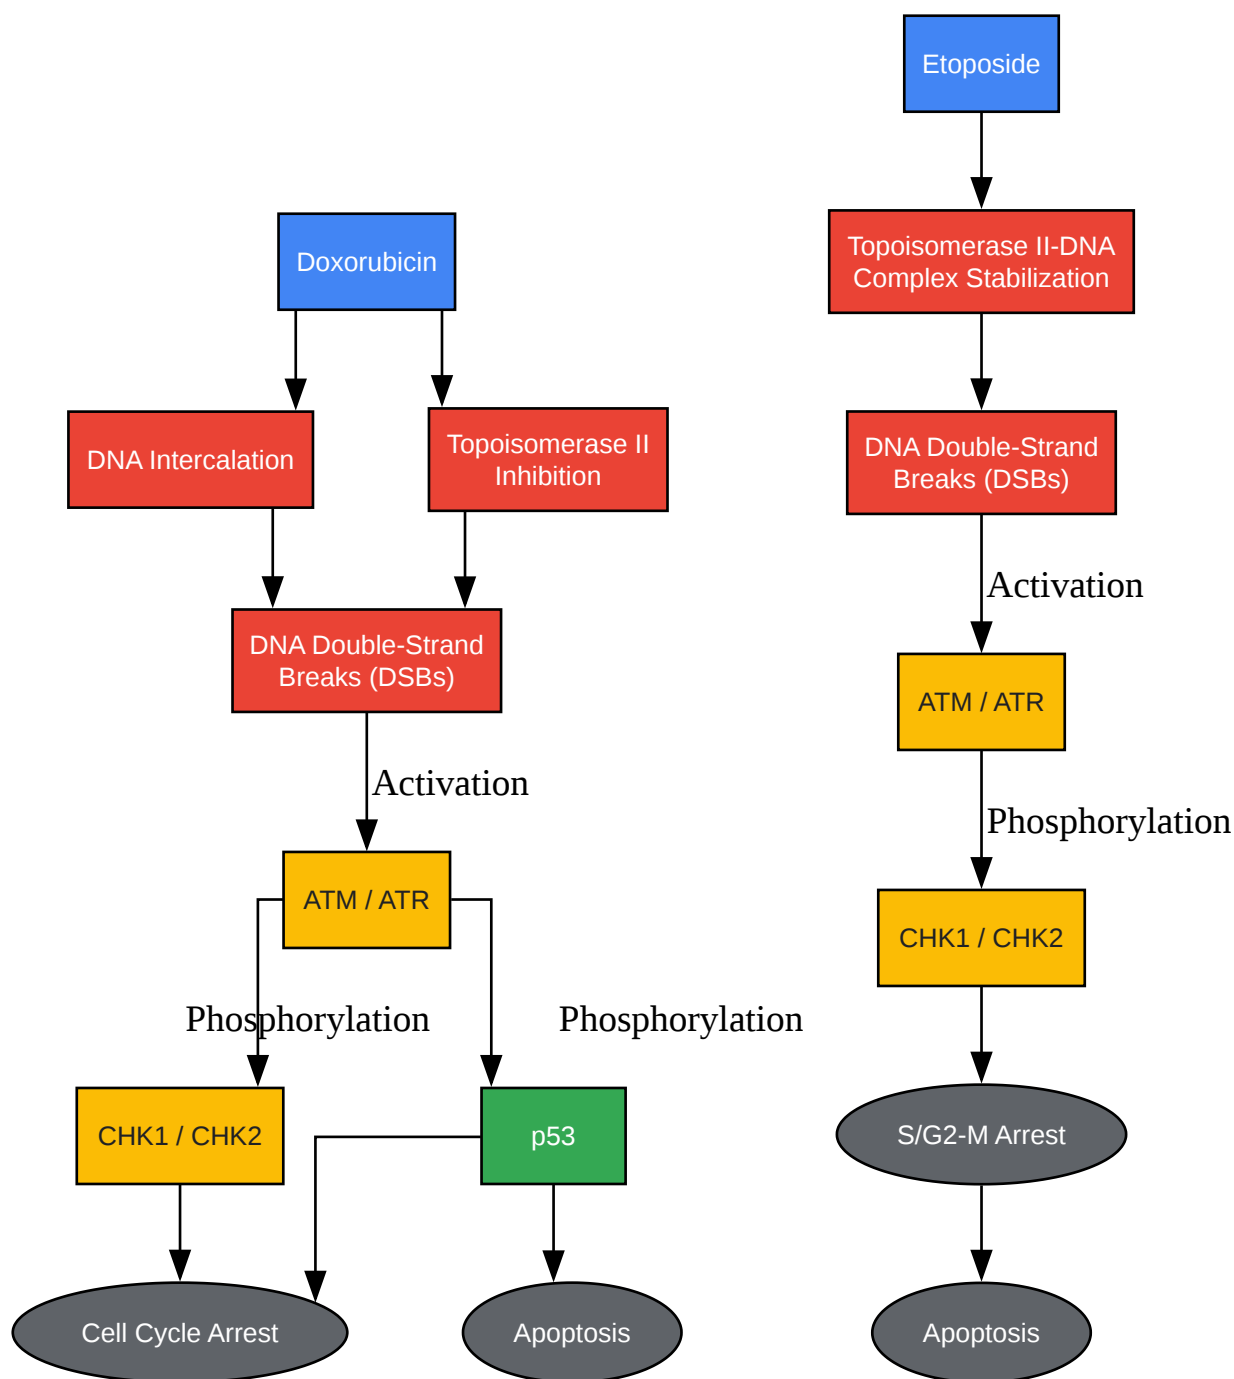 Etoposide
Topoisomerase II-DNA
Complex Stabilization
Doxorubicin
DNA Intercalation
Topoisomerase II
Inhibition
DNA Double-Strand
Breaks (DSBs)
Activation
DNA Double-Strand
Breaks (DSBs)
Activation
ATM / ATR
Phosphorylation
ATM / ATR
CHK1 / CHK2
Phosphorylation
Phosphorylation
CHK1 / CHK2
p53
S/G2-M Arrest
Cell Cycle Arrest
Apoptosis
Apoptosis